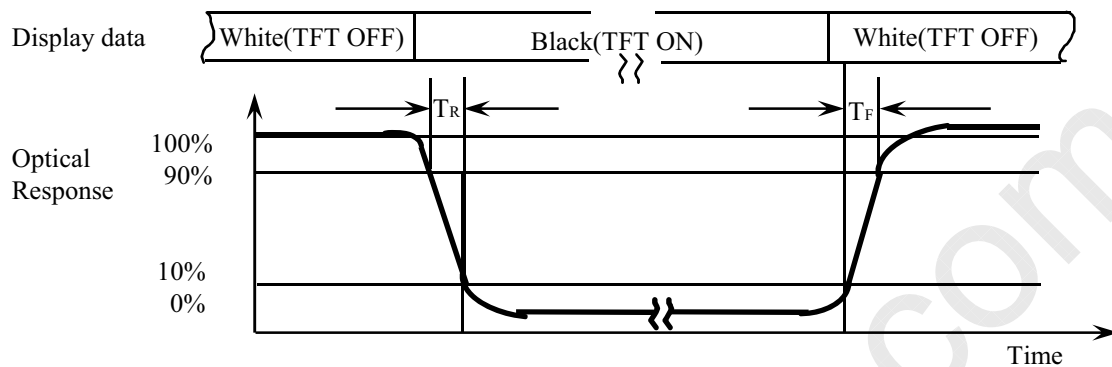 Display data
White(TFT OFF)
Black(TFT ON)
White(TFT OFF)
TR
TF
100%
Optical
Response
90%
10%
0%
Time
com